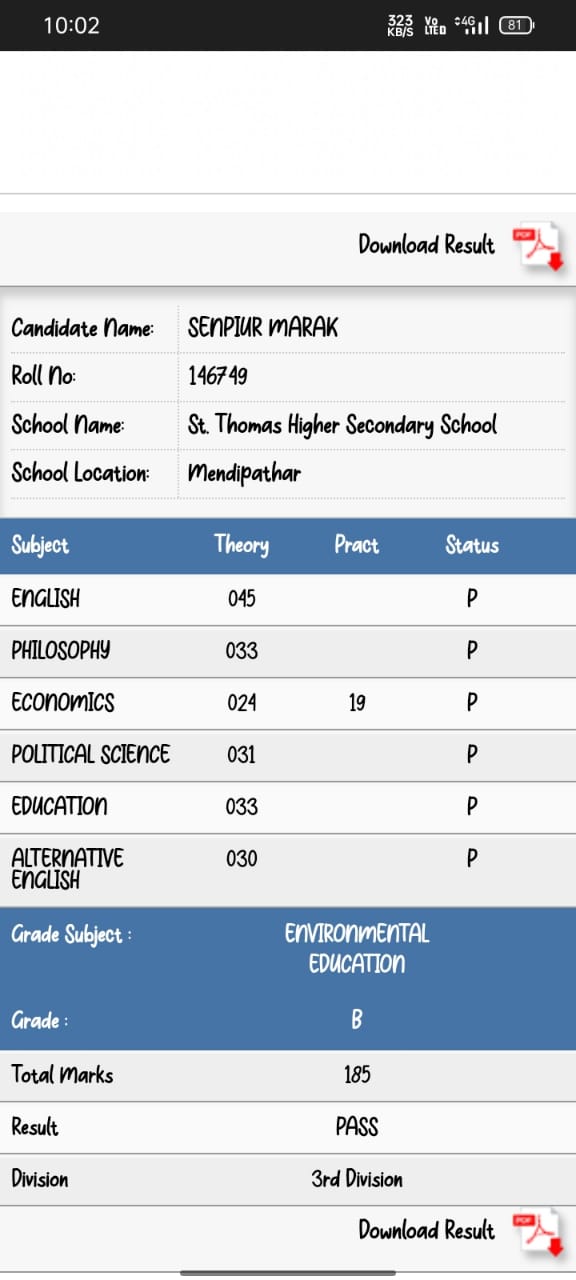 10:02 323 KB/S Vo LTE D 4G 81
Download Result PDF
Candidate Name: SENPIUR MARAK
Roll No: 146749
School Name: St. Thomas Higher Secondary School
School Location: Mendipathar
Subject Theory Pract Status
ENGLISH 045 P
PHILOSOPHY 033 P
ECONOMICS 024 19 P
POLITICAL SCIENCE 031 P
EDUCATION 033 P
ALTERNATIVE 030 P
ENGLISH
Grade Subject : ENVIRONMENTAL
EDUCATION
Grade : B
Total Marks 185
Result PASS
Division 3rd Division
Download Result PDF